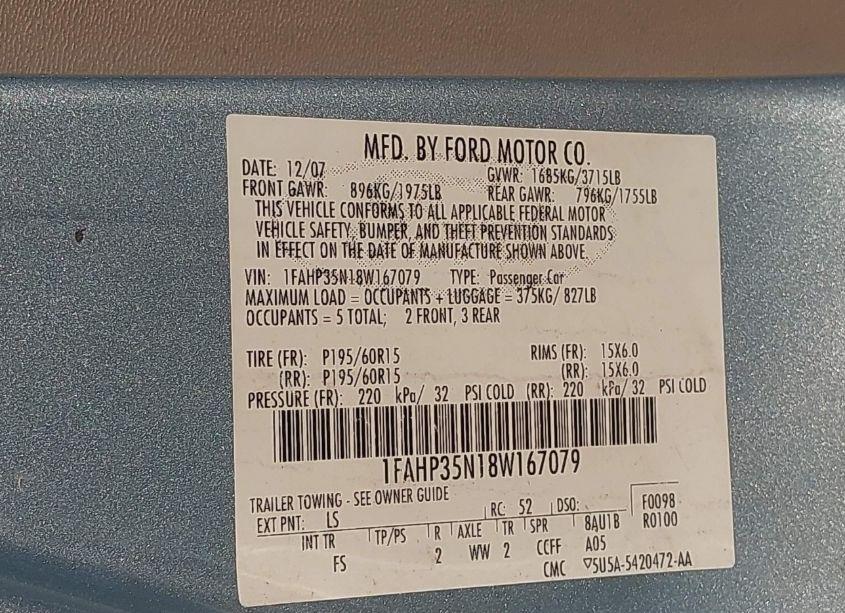 MFD. BY FORD MOTOR CO.
DATE: 12/07 GVWR: 1685KG/3715LB
FRONT GAWR: 896KG/1975LB REAR GAWR: 796KG/1755LB
THIS VEHICLE CONFORMS TO ALL APPLICABLE FEDERAL MOTOR
VEHICLE SAFETY, BUMPER, AND THEFT PREVENTION STANDARDS
IN EFFECT ON THE DATE OF MANUFACTURE SHOWN ABOVE.
VIN: 1FAHP35N18W167079 TYPE: Passenger Car
MAXIMUM LOAD = OCCUPANTS + LUGGAGE = 375KG/ 827LB
OCCUPANTS = 5 TOTAL; 2 FRONT, 3 REAR
TIRE (FR): P195/60R15 RIMS (FR): 15X6.0
(RR): P195/60R15 (RR): 15X6.0
PRESSURE (FR): 220 kPa/ 32 PSI COLD (RR): 220 kPa/ 32 PSI COLD
1FAHP35N18W167079
TRAILER TOWING - SEE OWNER GUIDE
EXT PNT: LS RC: 52 DSO: F0098
INT TR TP/PS R AXLE TR SPR 8AU1B R0100
FS 2 WW 2 CCFF A05
CMC ▽5U5A-5420472-AA